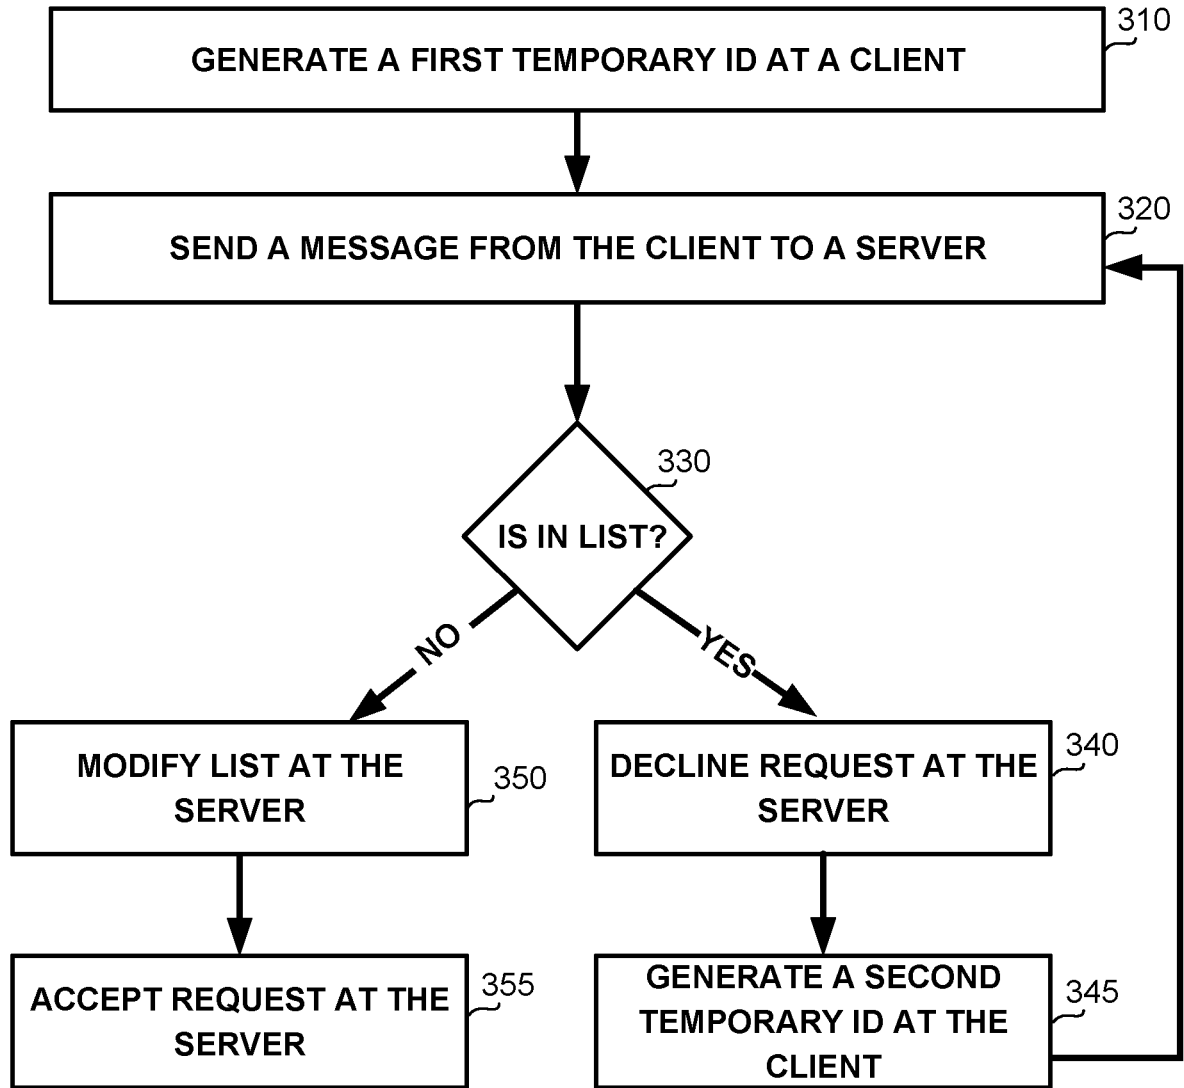 310
GENERATE A FIRST TEMPORARY ID AT A CLIENT
320
SEND A MESSAGE FROM THE CLIENT TO A SERVER
330
IS IN LIST?
NO
YES
MODIFY LIST AT THE
SERVER
350
DECLINE REQUEST AT THE
SERVER
340
ACCEPT REQUEST AT THE
SERVER
355
GENERATE A SECOND
TEMPORARY ID AT THE
CLIENT
345